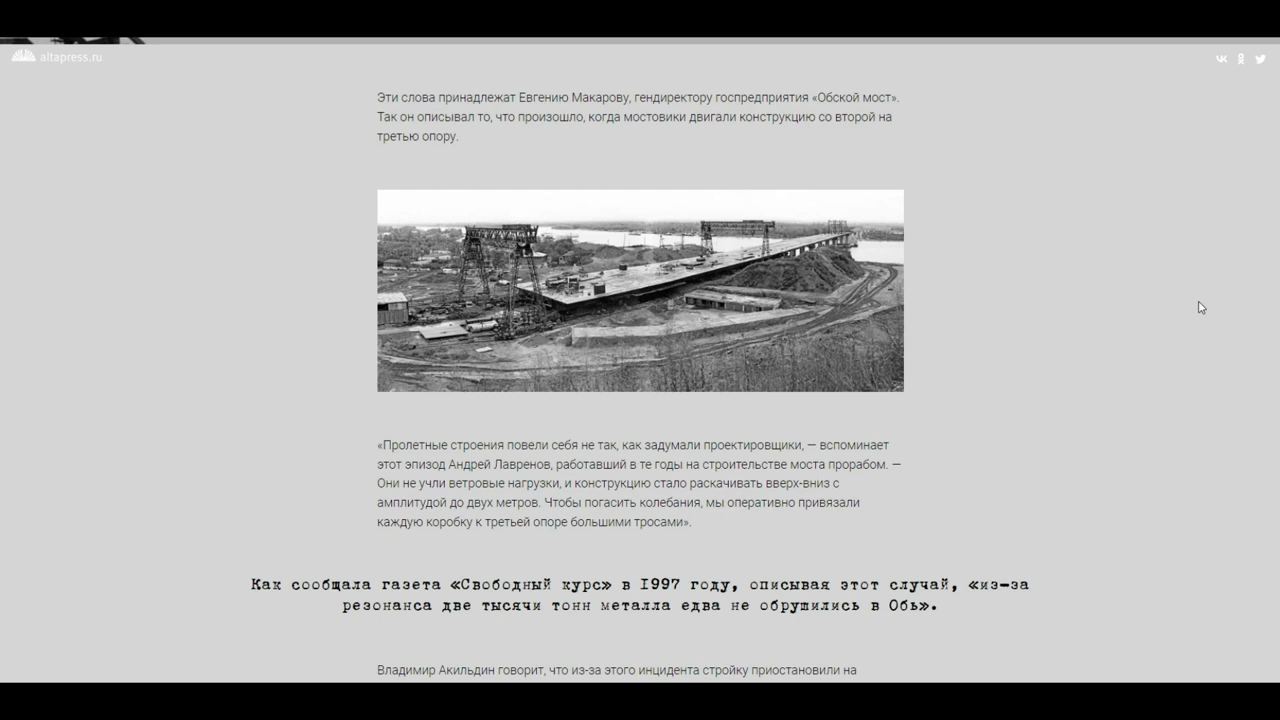 altapress.ru
Эти слова принадлежат Евгению Макарову, гендиректору госпредприятия «Обской мост».
Так он описывал то, что произошло, когда мостовики двигали конструкцию со второй на
третью опору.
«Пролетные строения повели себя не так, как задумали проектировщики, — вспоминает
этот эпизод Андрей Лавренов, работавший в те годы на строительстве моста прорабом. —
Они не учли ветровые нагрузки, и конструкцию стало раскачивать вверх-вниз с
амплитудой до двух метров. Чтобы погасить колебания, мы оперативно привязали
каждую коробку к третьей опоре большими тросами».
Как сообщала газета «Свободный курс» в 1997 году, описывая этот случай, «из-за
резонанса две тысячи тонн металла едва не обрушились в Обь».
Владимир Акильдин говорит, что из-за этого инцидента стройку приостановили на